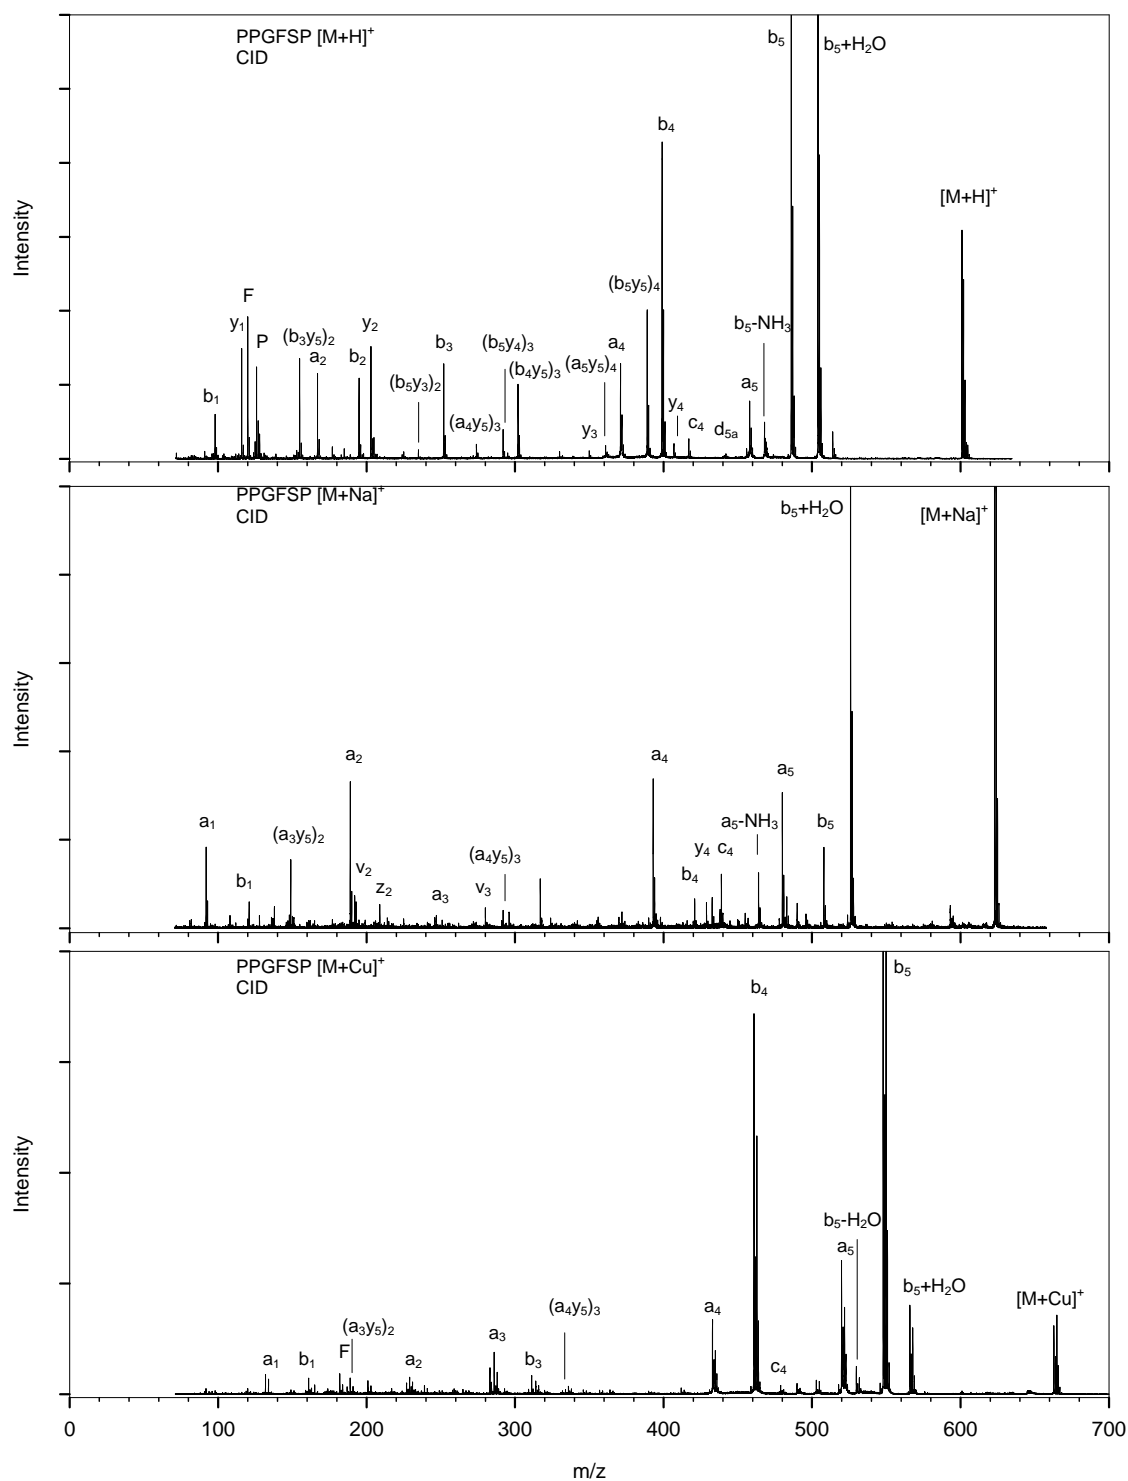 PPGFSP [M+H]⁺
CID
b₅
b₅+H₂O
b₄
[M+H]⁺
Intensity
(b₅y₅)₄
F
y₁
P
(b₃y₅)₂
a₂
b₂
y₂
b₃
(b₅y₄)₃
(b₄y₅)₃
(a₅y₅)₄
a₄
b₅-NH₃
b₁
(b₅y₃)₂
(a₄y₅)₃
y₃
y₄
c₄
d₅ₐ
a₅
PPGFSP [M+Na]⁺
CID
b₅+H₂O
[M+Na]⁺
Intensity
a₂
a₄
a₅
a₁
(a₃y₅)₂
b₁
v₂
z₂
a₃
v₃
(a₄y₅)₃
b₄
y₄
c₄
a₅-NH₃
b₅
PPGFSP [M+Cu]⁺
CID
b₅
b₄
Intensity
b₅-H₂O
a₅
b₅+H₂O
[M+Cu]⁺
a₁
b₁
F
(a₃y₅)₂
a₂
a₃
b₃
(a₄y₅)₃
a₄
c₄
0 100 200 300 400 500 600 700
m/z